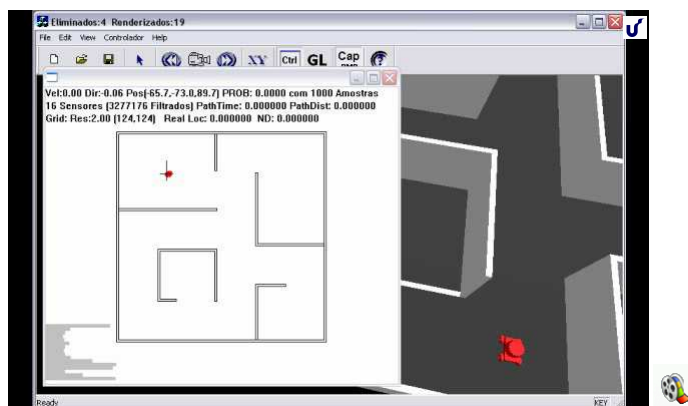 Eliminados:4 Renderizados:19
File Edit View Controlador Help
XY Ctrl GL Cap
Vel:0.00 Dir:-0.06 Pos(-65.7,-73.0,89.7) PROB: 0.0000 com 1000 Amostras
16 Sensores (3277176 Filtrados) PathTime: 0.000000 PathDist: 0.000000
Grid: Res:2.00 (124,124) Real Loc: 0.000000 ND: 0.000000
Ready KEY